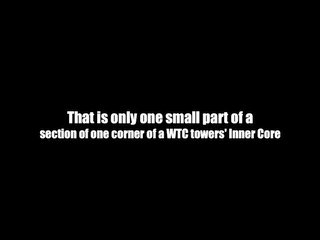 That is only one small part of a
section of one corner of a WTC towers' Inner Core